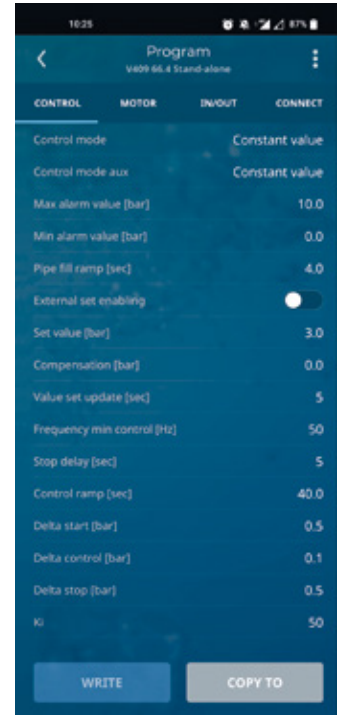 10:25 87%
Program
V409 66.4 Stand-alone
CONTROL MOTOR IN/OUT CONNECT
Control mode Constant value
Control mode aux Constant value
Max alarm value [bar] 10.0
Min alarm value [bar] 0.0
Pipe fill ramp [sec] 4.0
External set enabling
Set value [bar] 3.0
Compensation [bar] 0.0
Value set update [sec] 5
Frequency min control [Hz] 50
Stop delay [sec] 5
Control ramp [sec] 40.0
Delta start [bar] 0.5
Delta control [bar] 0.1
Delta stop [bar] 0.5
Ki 50
WRITE COPY TO